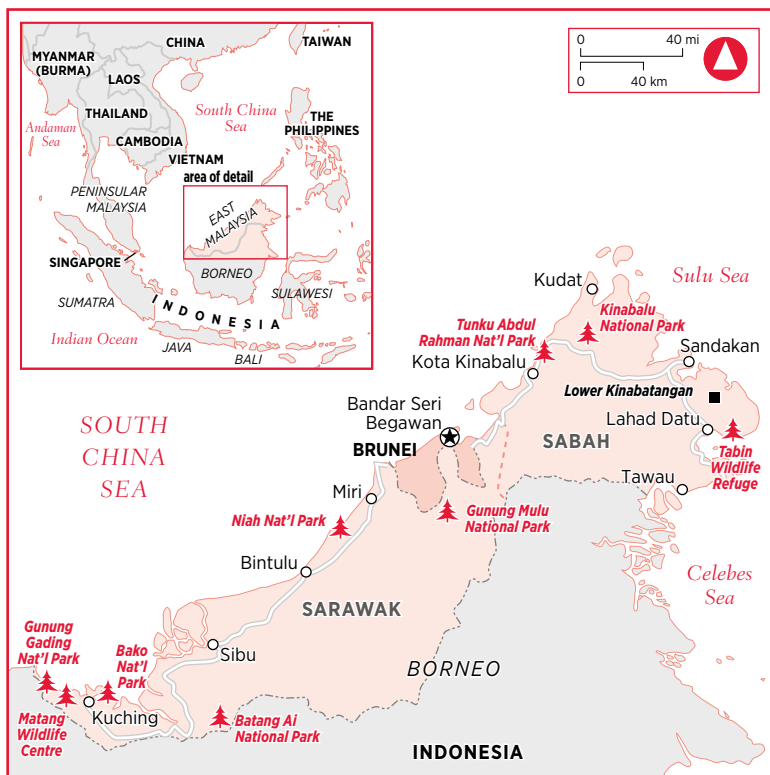 MYANMAR
(BURMA)
CHINA
TAIWAN
LAOS
THAILAND
South China
Sea
Andaman
Sea
THE
PHILIPPINES
CAMBODIA
VIETNAM
area of detail
PENINSULAR
MALAYSIA
EAST
MALAYSIA
SINGAPORE
BORNEO
SUMATRA
SULAWESI
INDONESIA
Indian Ocean
JAVA
BALI
0 40 mi
0 40 km
Kudat
Sulu Sea
Kinabalu
National Park
Tunku Abdul
Rahman Nat'l Park
Kota Kinabalu
Sandakan
Lower Kinabatangan
Bandar Seri
Begawan
Lahad Datu
SOUTH
CHINA
SEA
BRUNEI
SABAH
Tabin
Wildlife
Refuge
Tawau
Miri
Niah Nat'l Park
Gunung Mulu
National Park
Bintulu
Celebes
Sea
SARAWAK
Gunung
Gading
Nat'l Park
Bako
Nat'l
Park
Sibu
BORNEO
Kuching
Matang
Wildlife
Centre
Batang Ai
National Park
INDONESIA